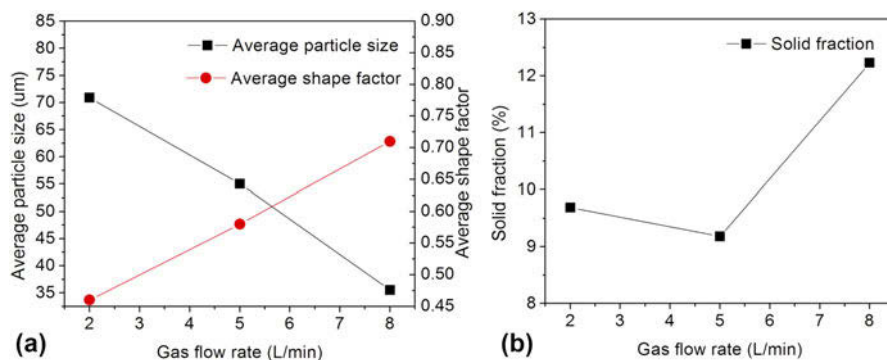 85
80
75
70
65
60
55
50
45
40
35
Average particle size (um)
Average particle size
Average shape factor
0.90
0.85
0.80
0.75
0.70
0.65
0.60
0.55
0.50
0.45
Average shape factor
2 3 4 5 6 7 8
Gas flow rate (L/min)
(a)
13
12
11
10
9
8
Solid fraction (%)
Solid fraction
2 3 4 5 6 7 8
Gas flow rate (L/min)
(b)